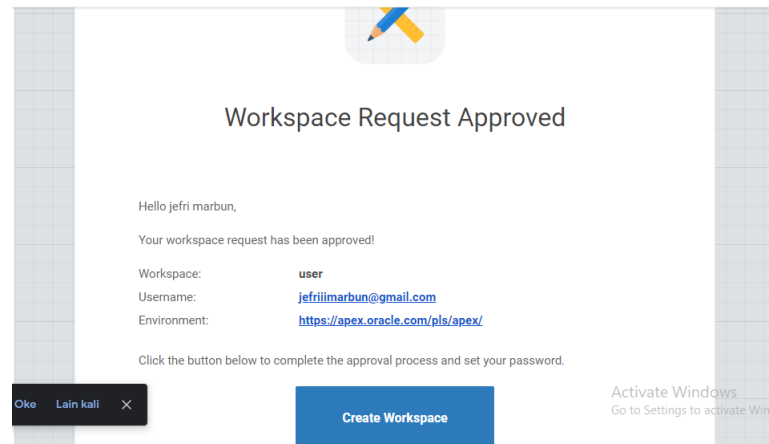 Workspace Request Approved
Hello jefri marbun,
Your workspace request has been approved!
Workspace: user
Username: jefriiimarbun@gmail.com
Environment: https://apex.oracle.com/pls/apex/
Click the button below to complete the approval process and set your password.
Create Workspace
Oke Lain kali
Activate Windows
Go to Settings to activate Win